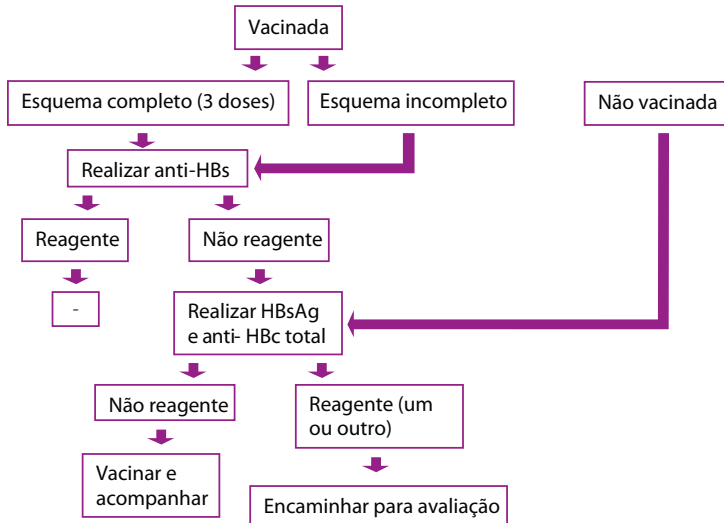 Vacinada
Esquema completo (3 doses)
Esquema incompleto
Não vacinada
Realizar anti-HBs
Reagente
Não reagente
-
Realizar HBsAg
e anti- HBc total
Não reagente
Reagente (um
ou outro)
Vacinar e
acompanhar
Encaminhar para avaliação